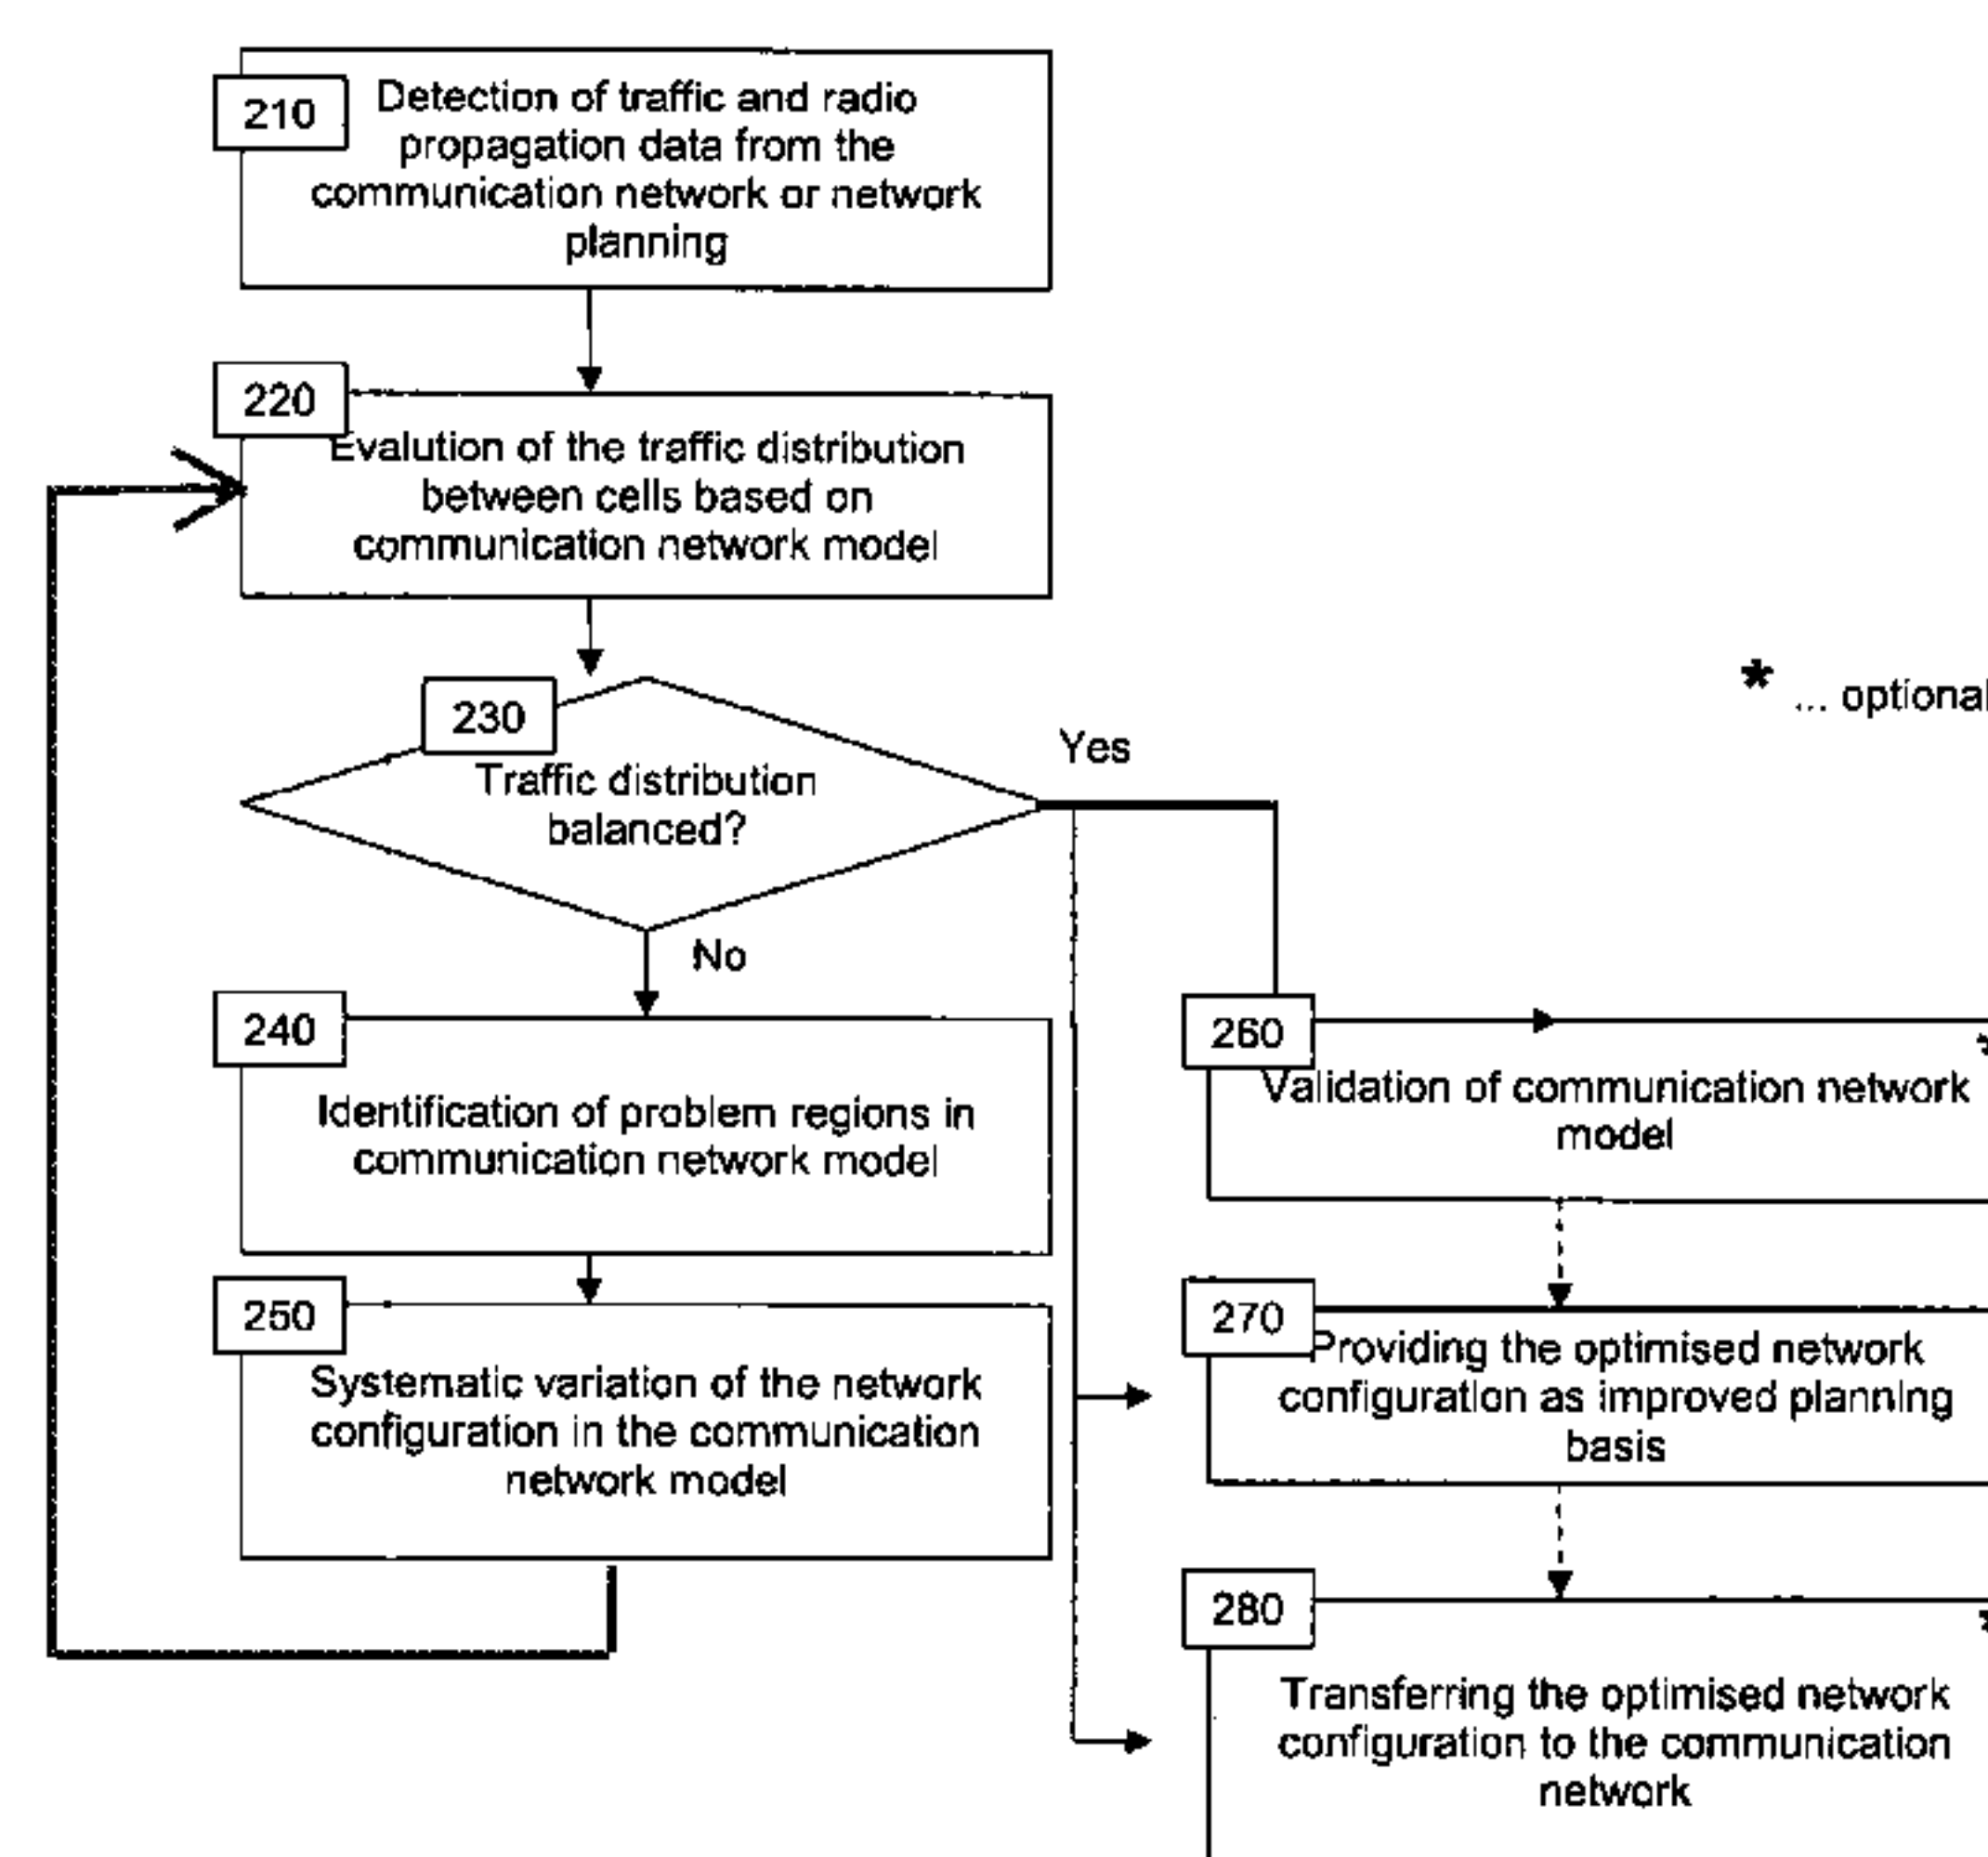 210
Detection of traffic and radio
propagation data from the
communication network or network
planning
220
Evalution of the traffic distribution
between cells based on
communication network model
* ... optional
230
Traffic distribution
balanced?
Yes
No
240
Identification of problem regions in
communication network model
250
Systematic variation of the network
configuration in the communication
network model
260
*
Validation of communication network
model
270
Providing the optimised network
configuration as improved planning
basis
280
*
Transferring the optimised network
configuration to the communication
network